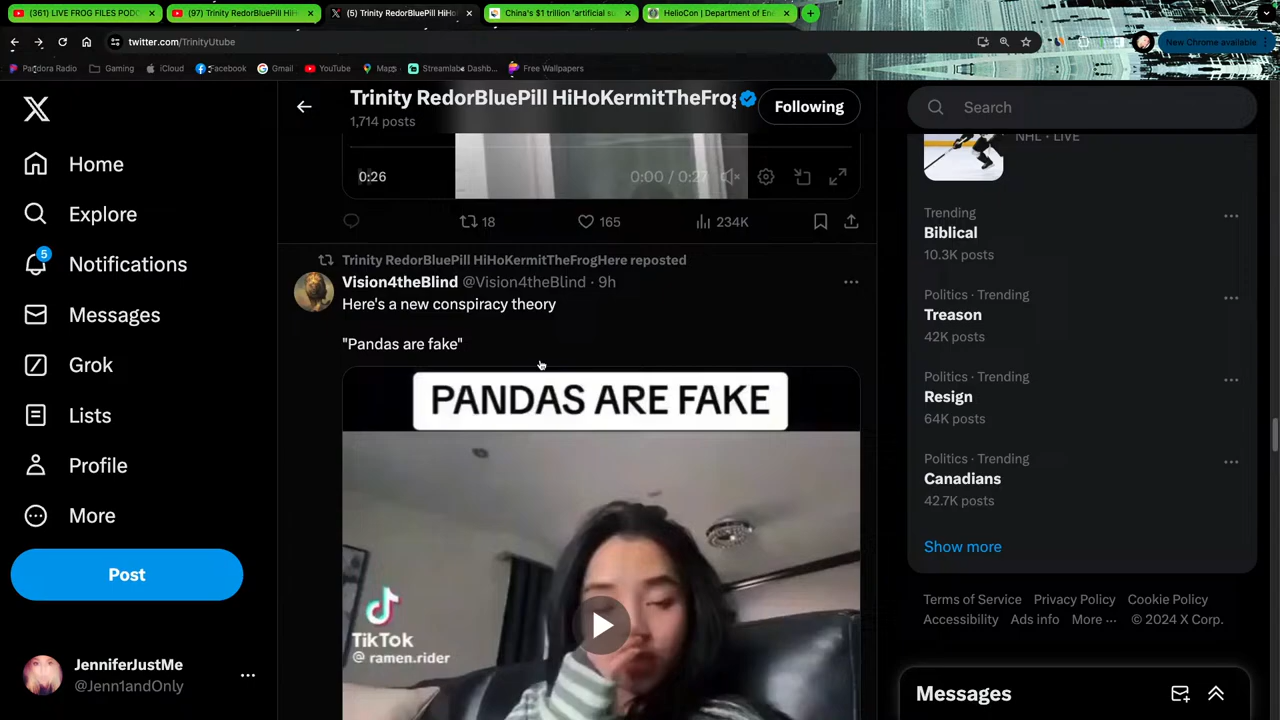 (361) LIVE FROG FILES PODC
(97) Trinity RedorBluePill HiH
(5) Trinity RedorBluePill HiHo
China's $1 trillion 'artificial su
HelioCon | Department of Ene
twitter.com/TrinityUtube
New Chrome available
Pandora Radio
Gaming
iCloud
Facebook
Gmail
YouTube
Maps
Streamlabs Dashb...
Free Wallpapers
Home
Explore
5
Notifications
Messages
Grok
Lists
Profile
More
Post
JenniferJustMe
@Jenn1andOnly
Trinity RedorBluePill HiHoKermitTheFrog
1,714 posts
Following
0:26
0:00 / 0:27
18
165
234K
Trinity RedorBluePill HiHoKermitTheFrogHere reposted
Vision4theBlind @Vision4theBlind · 9h
Here's a new conspiracy theory
"Pandas are fake"
PANDAS ARE FAKE
TikTok
@ ramen.rider
Search
NHL · LIVE
Trending
Biblical
10.3K posts
Politics · Trending
Treason
42K posts
Politics · Trending
Resign
64K posts
Politics · Trending
Canadians
42.7K posts
Show more
Terms of Service Privacy Policy Cookie Policy
Accessibility Ads info More ··· © 2024 X Corp.
Messages